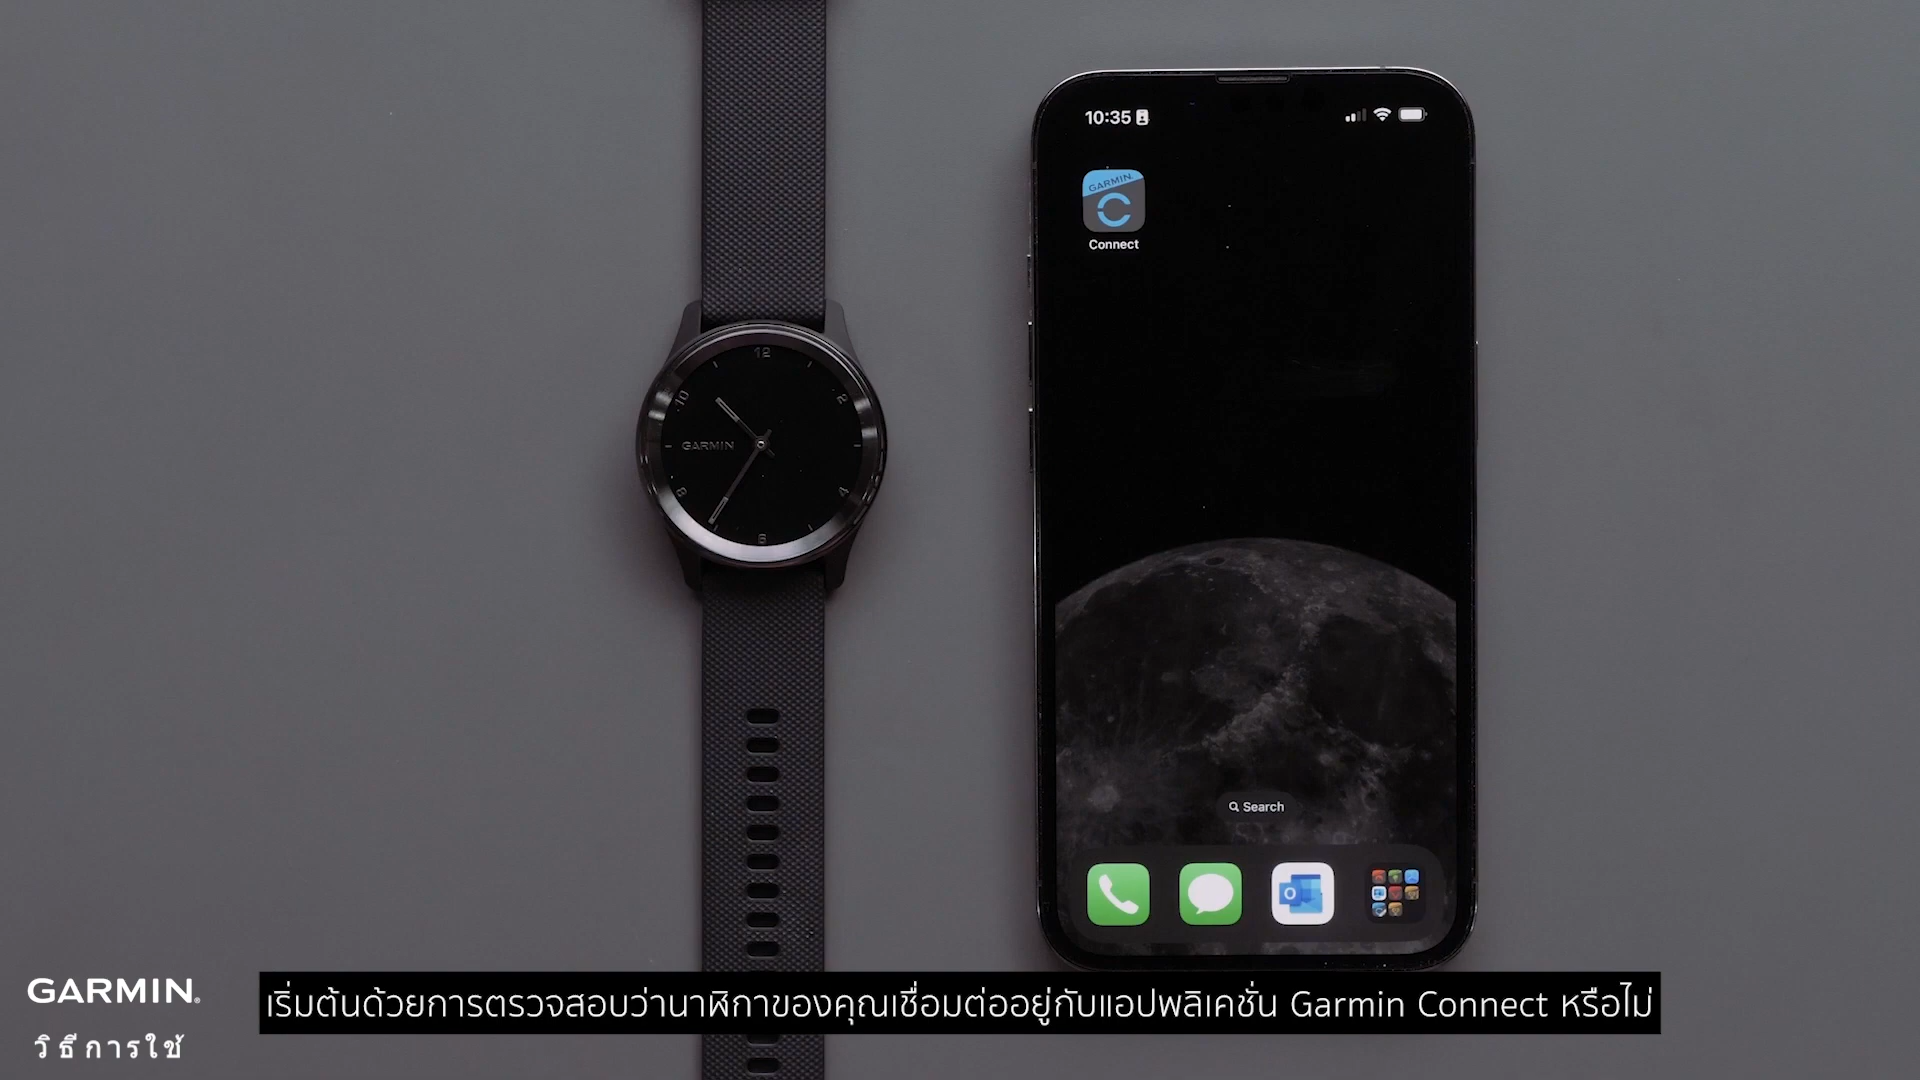 10:35
GARMIN
Connect
12
10
2
GARMIN
8
4
6
Search
GARMIN
วิธีการใช้
เริ่มต้นด้วยการตรวจสอบว่านาฬิกาของคุณเชื่อมต่ออยู่กับแอปพลิเคชั่น Garmin Connect หรือไม่